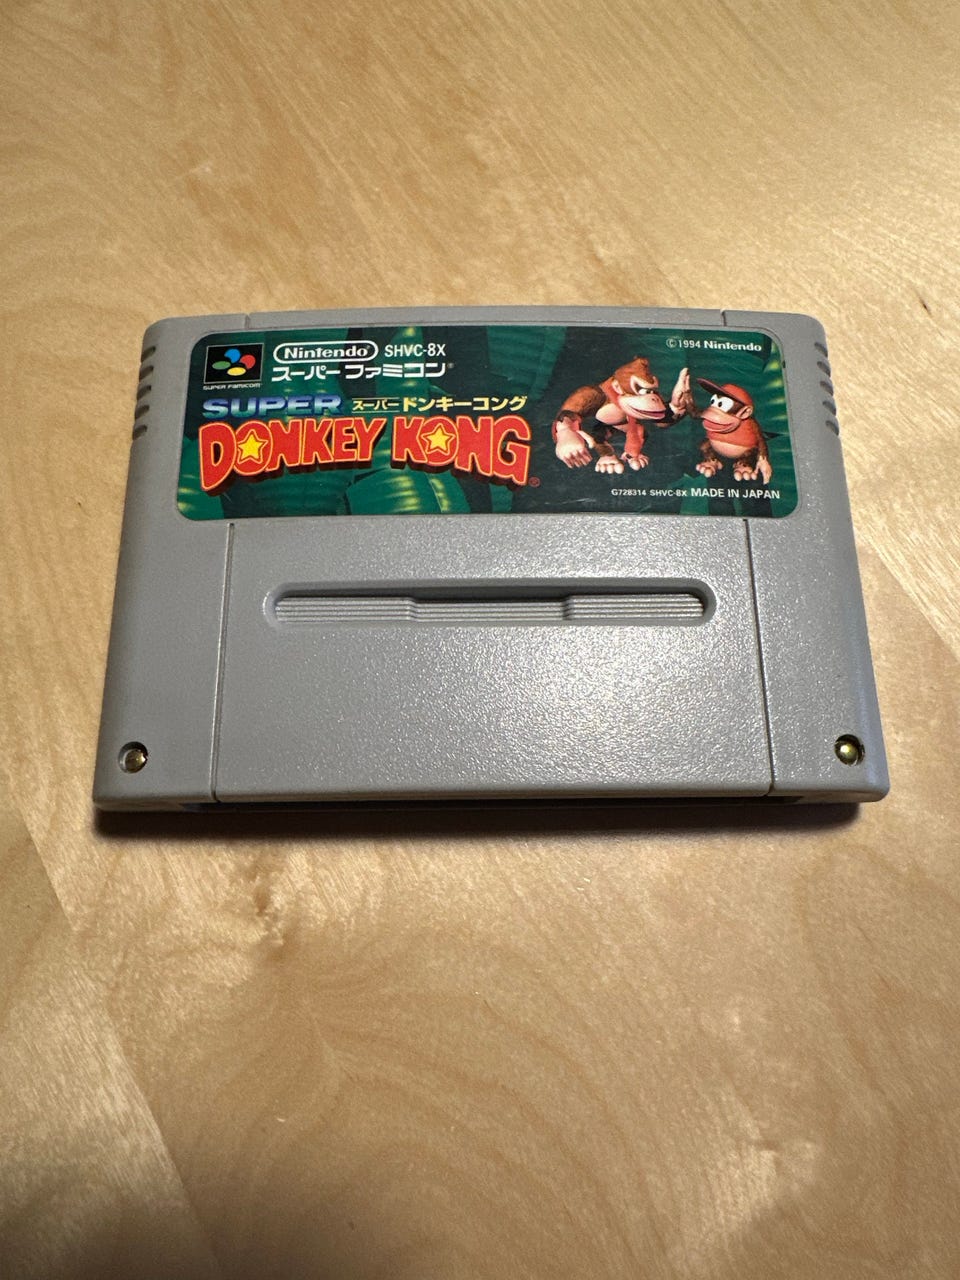 SUPER FAMICOM
Nintendo® SHVC-8X
スーパーファミコン®
SUPER スーパー ドンキーコング
DONKEY KONG®
©1994 Nintendo
G728314 SHVC-8X MADE IN JAPAN